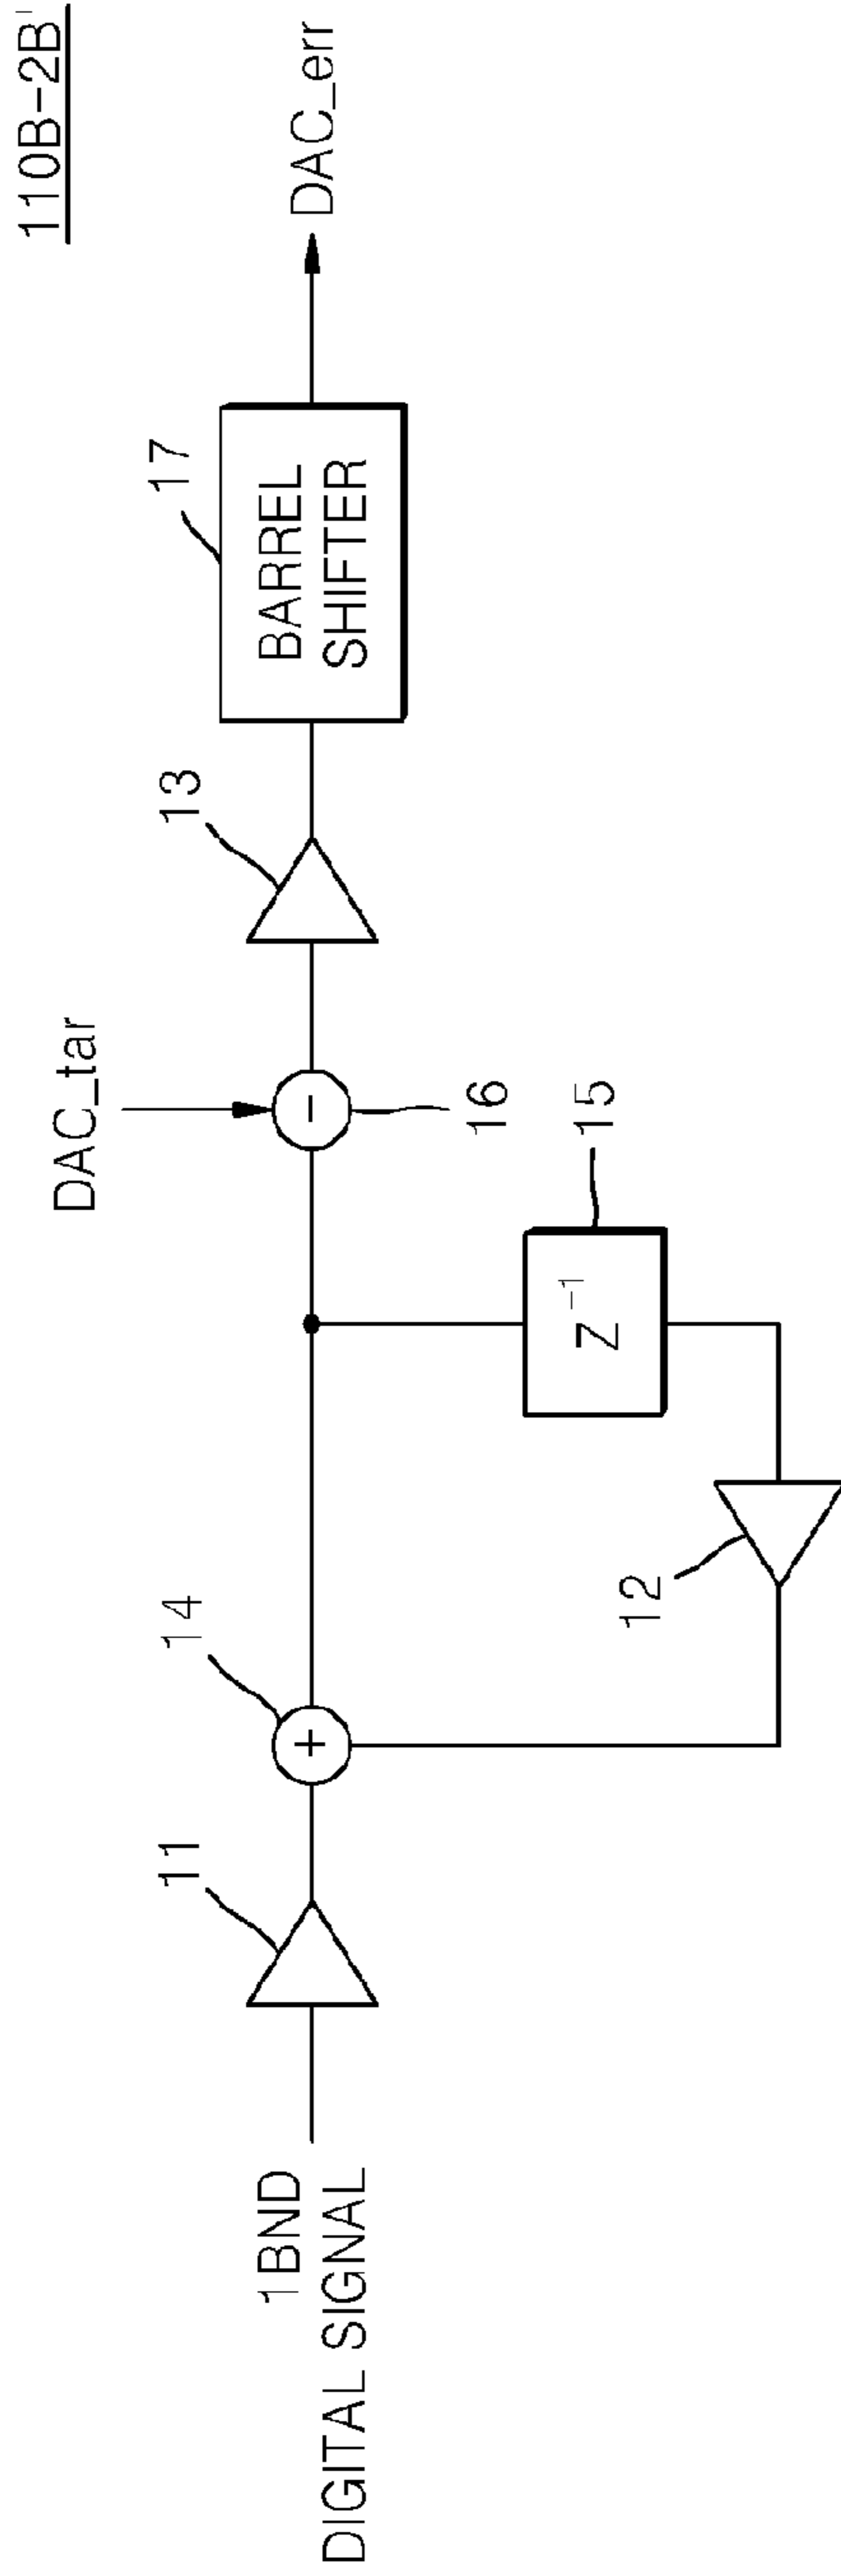 110B-2B'
1BND
DIGITAL SIGNAL
11
+
14
12
Z⁻¹
15
DAC_tar
-
16
13
BARREL
SHIFTER
17
DAC_err